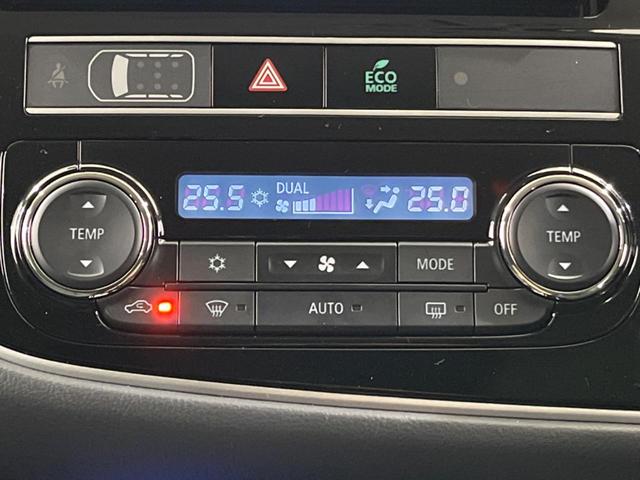 ECO
MODE
25.5 DUAL 25.0
TEMP
TEMP
MODE
AUTO
OFF